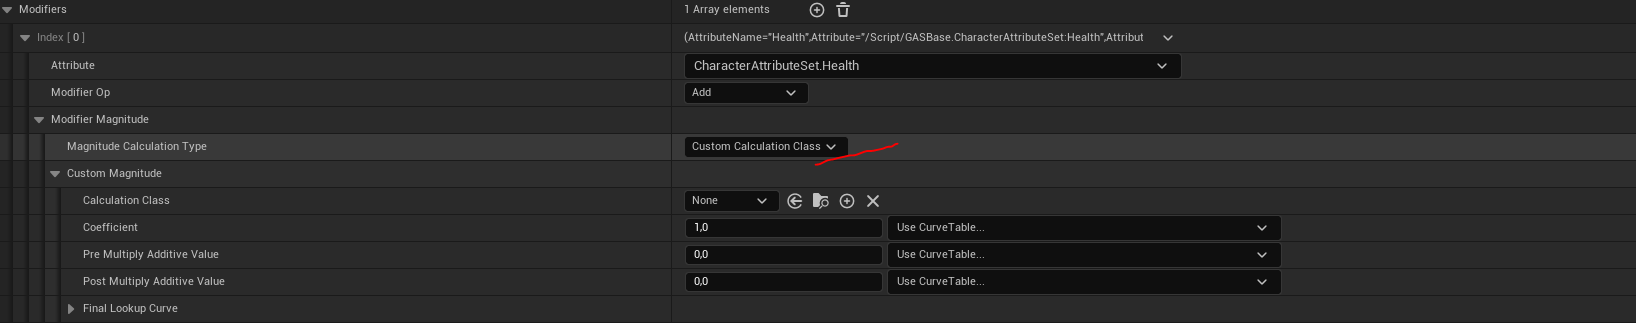 Modifiers 1 Array elements
Index [ 0 ] (AttributeName="Health",Attribute="/Script/GASBase.CharacterAttributeSet:Health",Attribut
Attribute CharacterAttributeSet.Health
Modifier Op Add
Modifier Magnitude
Magnitude Calculation Type Custom Calculation Class
Custom Magnitude
Calculation Class None
Coefficient 1,0 Use CurveTable...
Pre Multiply Additive Value 0,0 Use CurveTable...
Post Multiply Additive Value 0,0 Use CurveTable...
Final Lookup Curve